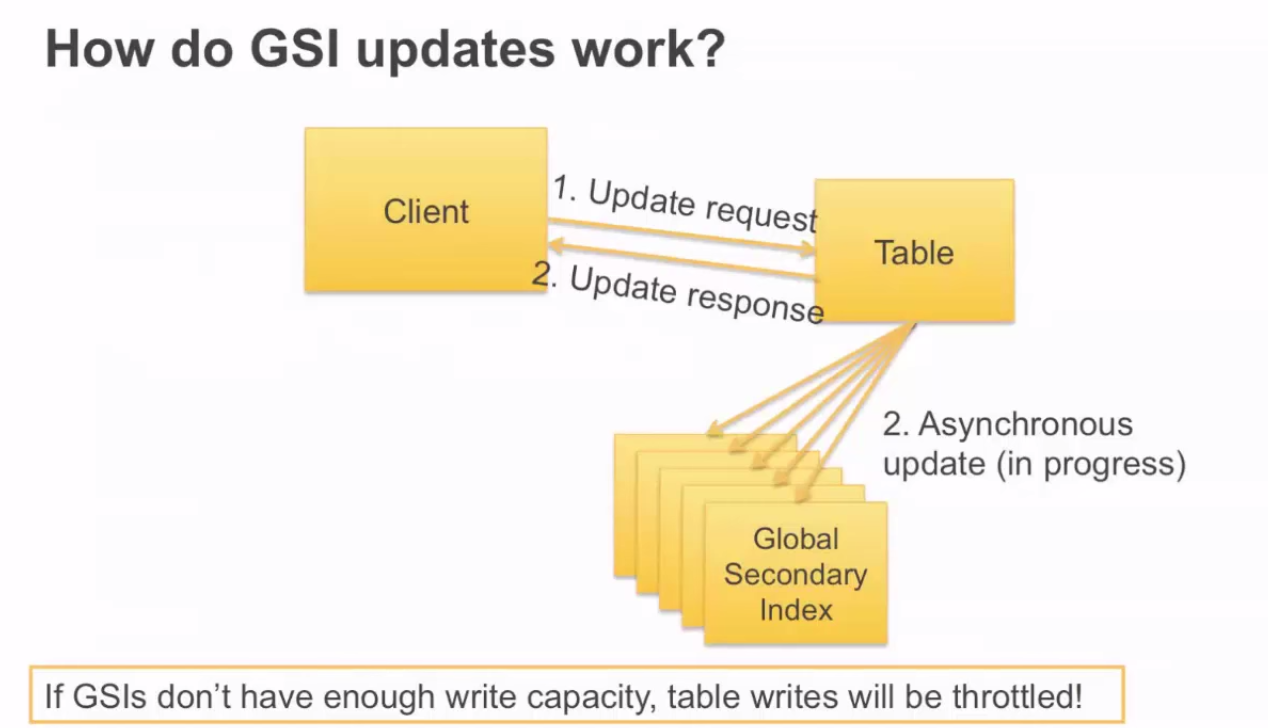 How do GSI updates work?
Client
1. Update request
Table
2. Update response
2. Asynchronous
update (in progress)
Global
Secondary
Index
If GSIs don't have enough write capacity, table writes will be throttled!